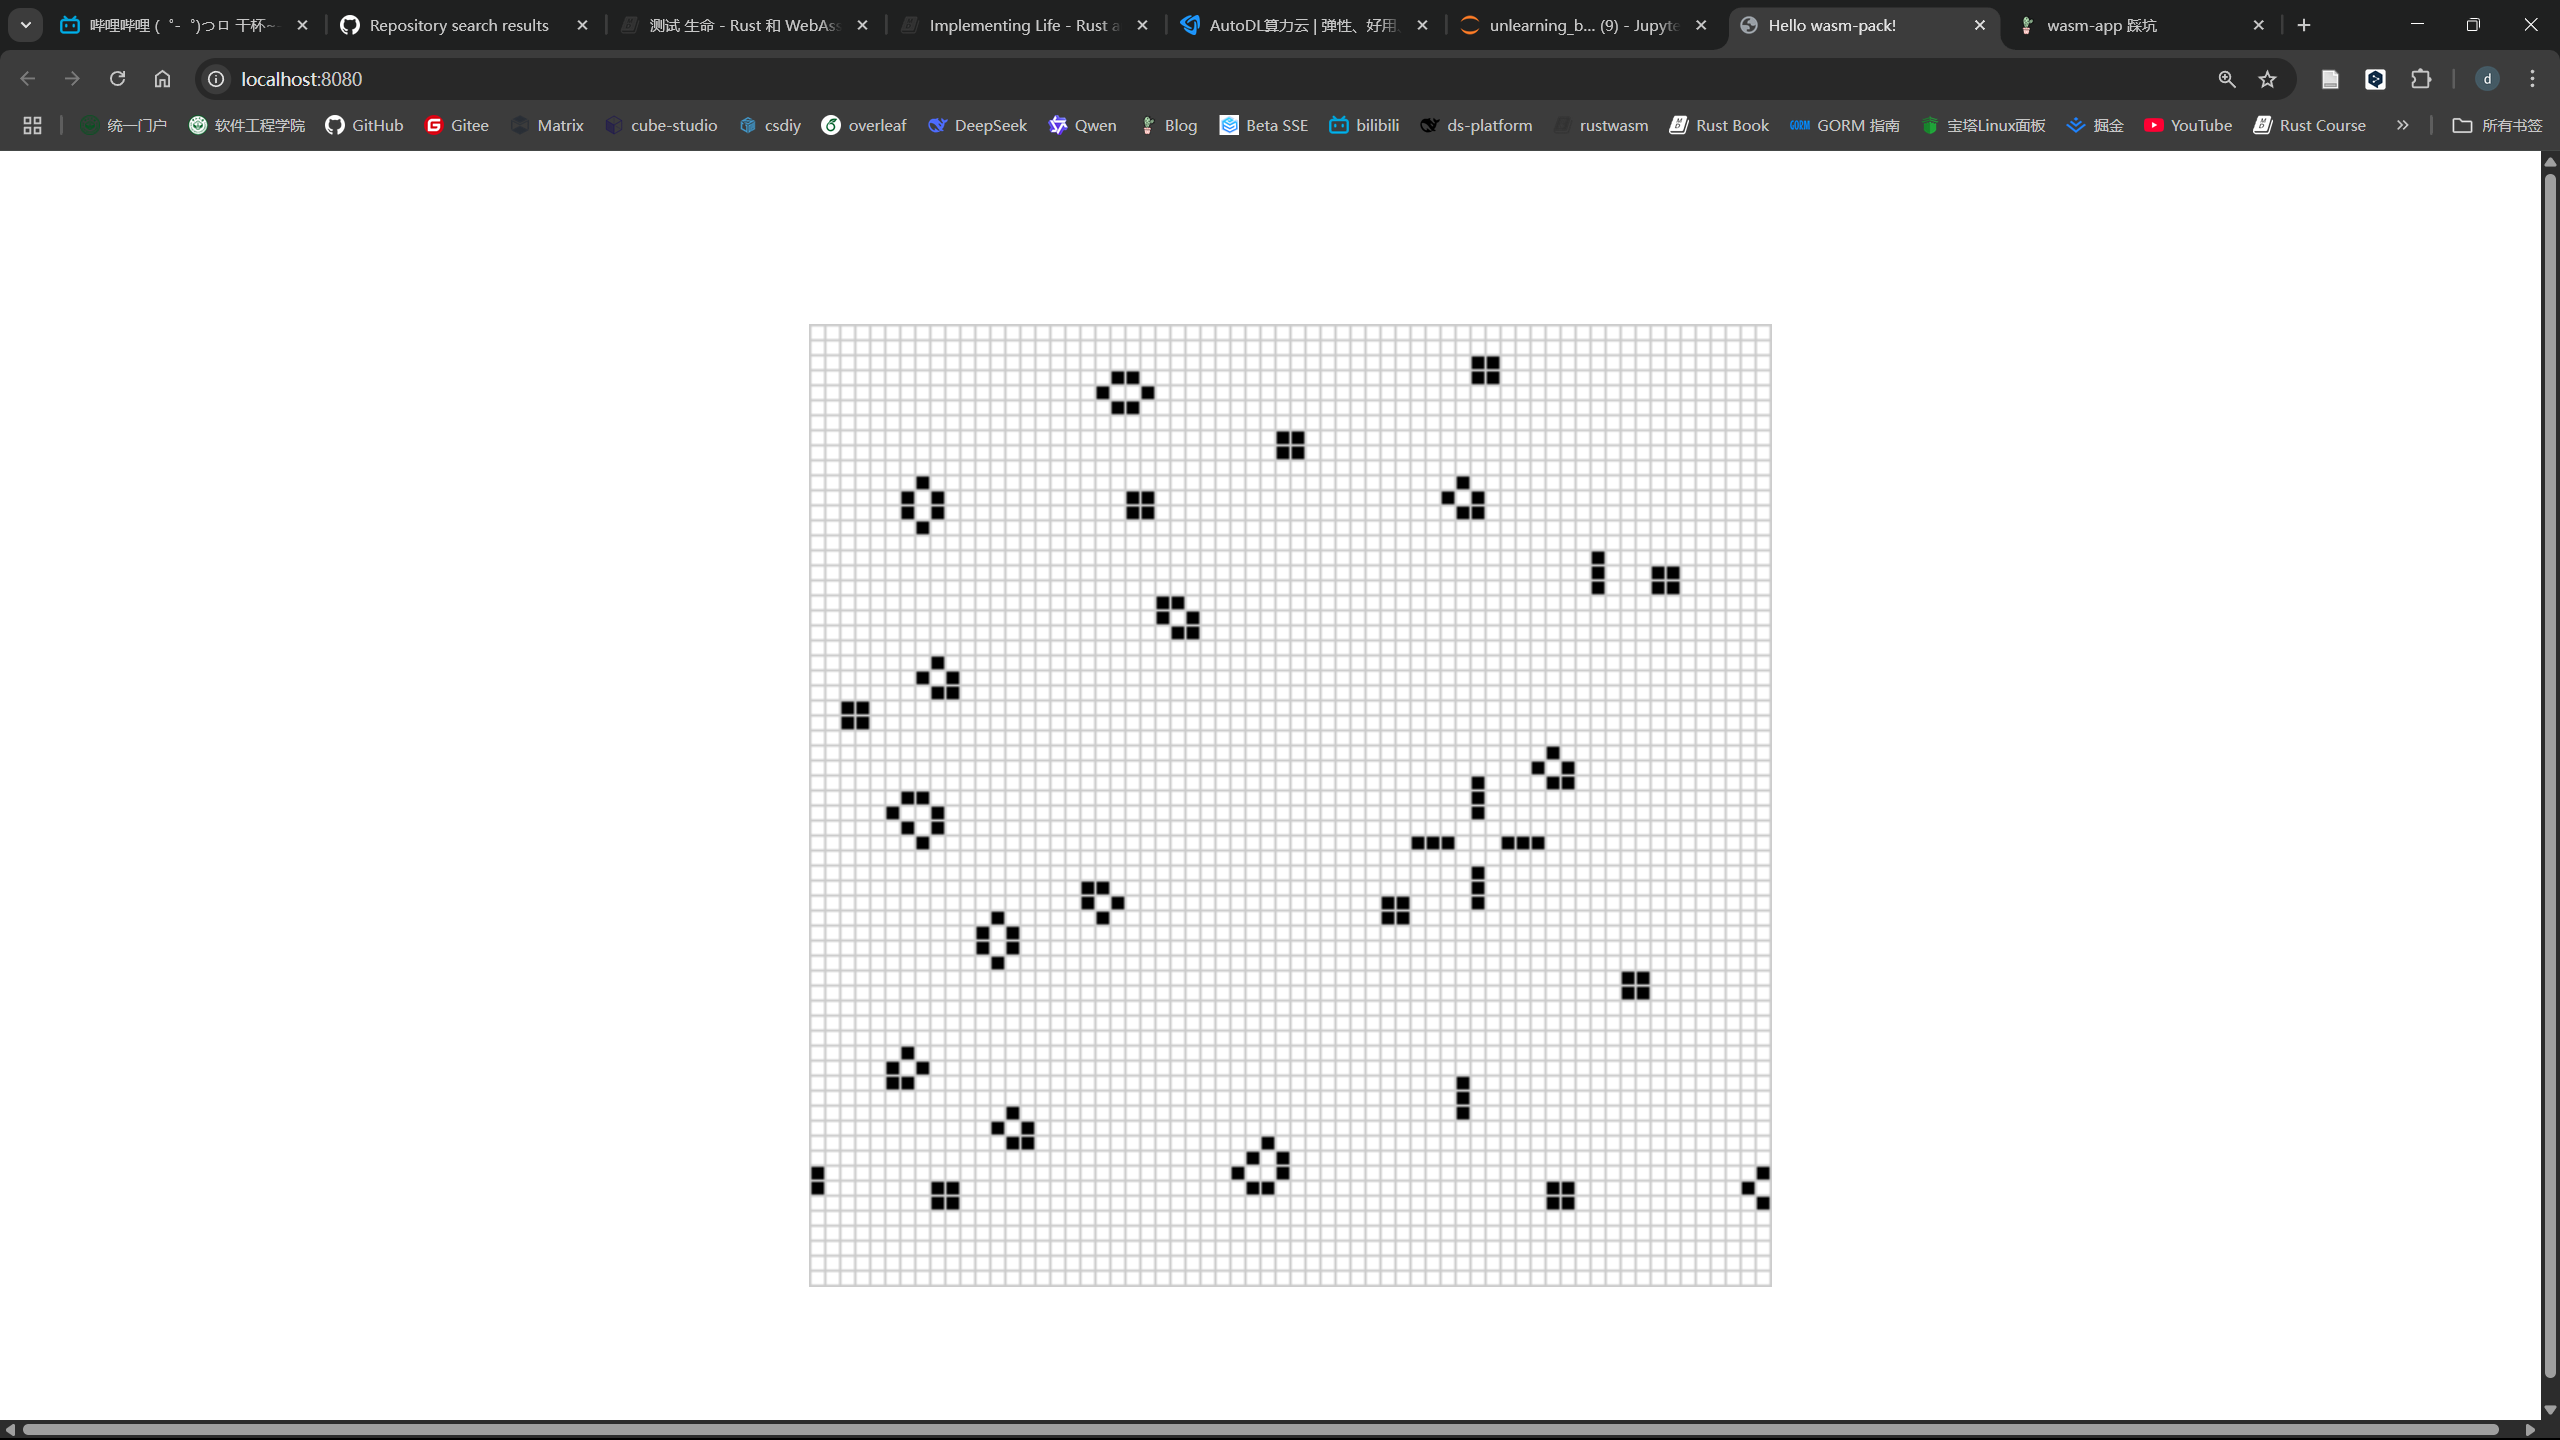 哔哩哔哩 (゜-゜)つロ 干杯~-
Repository search results
测试 生命 - Rust 和 WebAss
Implementing Life - Rust a
AutoDL算力云 | 弹性、好用
unlearning_b... (9) - Jupyte
Hello wasm-pack!
wasm-app 踩坑
localhost:8080
d
统一门户
软件工程学院
GitHub
Gitee
Matrix
cube-studio
csdiy
overleaf
DeepSeek
Qwen
Blog
Beta SSE
bilibili
ds-platform
rustwasm
Rust Book
GORM 指南
宝塔Linux面板
掘金
YouTube
Rust Course
所有书签